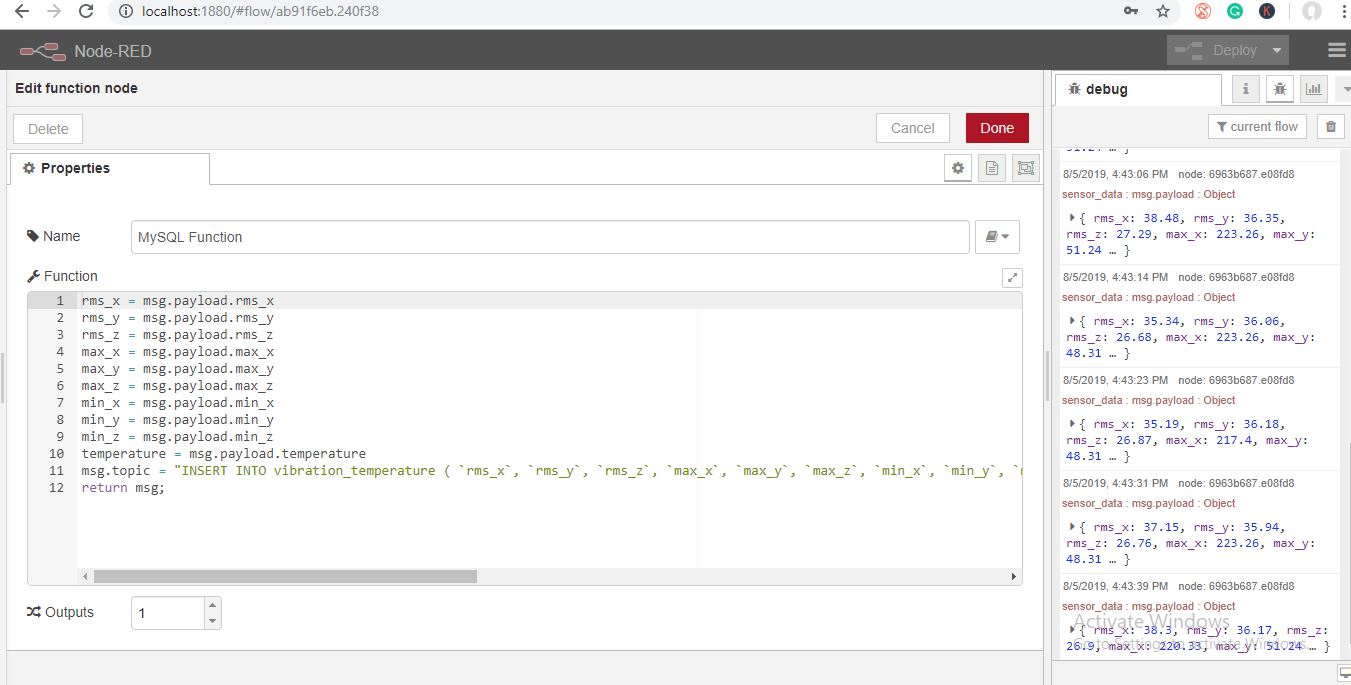 localhost:1880/#flow/ab91f6eb.240f38
Node-RED
Deploy
Edit function node
Delete
Cancel
Done
Properties
Name
MySQL Function
Function
1 rms_x = msg.payload.rms_x
2 rms_y = msg.payload.rms_y
3 rms_z = msg.payload.rms_z
4 max_x = msg.payload.max_x
5 max_y = msg.payload.max_y
6 max_z = msg.payload.max_z
7 min_x = msg.payload.min_x
8 min_y = msg.payload.min_y
9 min_z = msg.payload.min_z
10 temperature = msg.payload.temperature
11 msg.topic = "INSERT INTO vibration_temperature ( `rms_x`, `rms_y`, `rms_z`, `max_x`, `max_y`, `max_z`, `min_x`, `min_y`,
12 return msg;
Outputs
1
debug
current flow
51.24 … }
8/5/2019, 4:43:06 PM node: 6963b687.e08fd8
sensor_data : msg.payload : Object
{ rms_x: 38.48, rms_y: 36.35,
rms_z: 27.29, max_x: 223.26, max_y:
51.24 … }
8/5/2019, 4:43:14 PM node: 6963b687.e08fd8
sensor_data : msg.payload : Object
{ rms_x: 35.34, rms_y: 36.06,
rms_z: 26.68, max_x: 223.26, max_y:
48.31 … }
8/5/2019, 4:43:23 PM node: 6963b687.e08fd8
sensor_data : msg.payload : Object
{ rms_x: 35.19, rms_y: 36.18,
rms_z: 26.87, max_x: 217.4, max_y:
48.31 … }
8/5/2019, 4:43:31 PM node: 6963b687.e08fd8
sensor_data : msg.payload : Object
{ rms_x: 37.15, rms_y: 35.94,
rms_z: 26.76, max_x: 223.26, max_y:
48.31 … }
8/5/2019, 4:43:39 PM node: 6963b687.e08fd8
sensor_data : msg.payload : Object
{ rms_x: 38.3, rms_y: 36.17, rms_z:
26.9, max_x: 220.33, max_y: 51.24 … }
Activate Windows
Go to Settings to activate Windows.